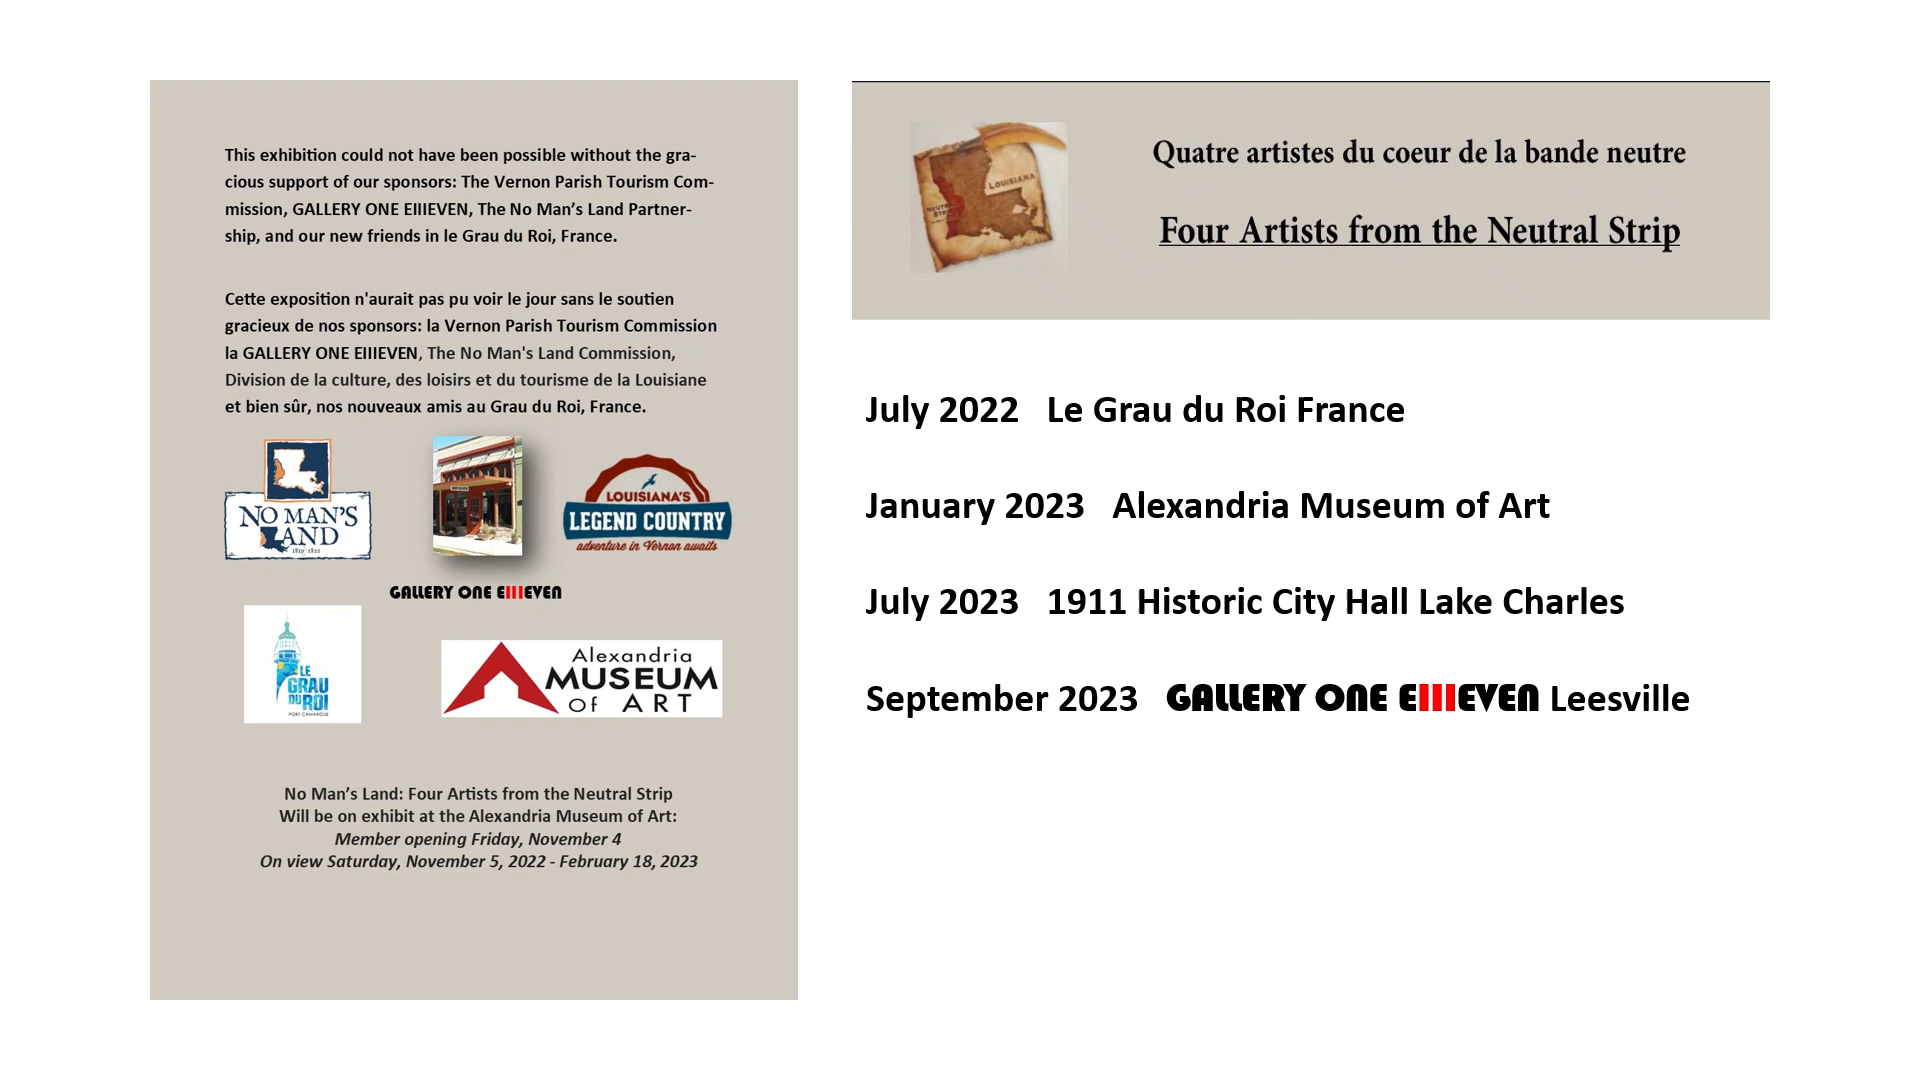 This exhibition could not have been possible without the gra-
cious support of our sponsors: The Vernon Parish Tourism Com-
mission, GALLERY ONE EIIIEVEN, The No Man’s Land Partner-
ship, and our new friends in le Grau du Roi, France.
Cette exposition n'aurait pas pu voir le jour sans le soutien
gracieux de nos sponsors: la Vernon Parish Tourism Commission
la GALLERY ONE EIIIEVEN, The No Man's Land Commission,
Division de la culture, des loisirs et du tourisme de la Louisiane
et bien sûr, nos nouveaux amis au Grau du Roi, France.
NO MAN'S
LAND
LOUISIANA'S
LEGEND COUNTRY
adventure in Vernon awaits
GALLERY ONE EIIIEVEN
LE
GRAU
DU ROI
PORT CAMARGUE
Alexandria
MUSEUM
OF ART
No Man’s Land: Four Artists from the Neutral Strip
Will be on exhibit at the Alexandria Museum of Art:
Member opening Friday, November 4
On view Saturday, November 5, 2022 - February 18, 2023
LOUISIANA
NEUTRAL
STRIP
Quatre artistes du coeur de la bande neutre
Four Artists from the Neutral Strip
July 2022 Le Grau du Roi France
January 2023 Alexandria Museum of Art
July 2023 1911 Historic City Hall Lake Charles
September 2023 GALLERY ONE EIIIEVEN Leesville